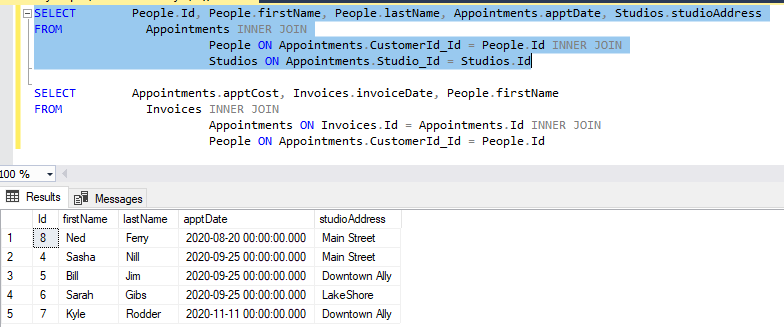 SELECT People.Id, People.firstName, People.lastName, Appointments.apptDate, Studios.studioAddress
FROM Appointments INNER JOIN
People ON Appointments.CustomerId_Id = People.Id INNER JOIN
Studios ON Appointments.Studio_Id = Studios.Id
SELECT Appointments.apptCost, Invoices.invoiceDate, People.firstName
FROM Invoices INNER JOIN
Appointments ON Invoices.Id = Appointments.Id INNER JOIN
People ON Appointments.CustomerId_Id = People.Id
100 %
Results Messages
Id firstName lastName apptDate studioAddress
1 8 Ned Ferry 2020-08-20 00:00:00.000 Main Street
2 4 Sasha Nill 2020-09-25 00:00:00.000 Main Street
3 5 Bill Jim 2020-09-25 00:00:00.000 Downtown Ally
4 6 Sarah Gibs 2020-09-25 00:00:00.000 LakeShore
5 7 Kyle Rodder 2020-11-11 00:00:00.000 Downtown Ally